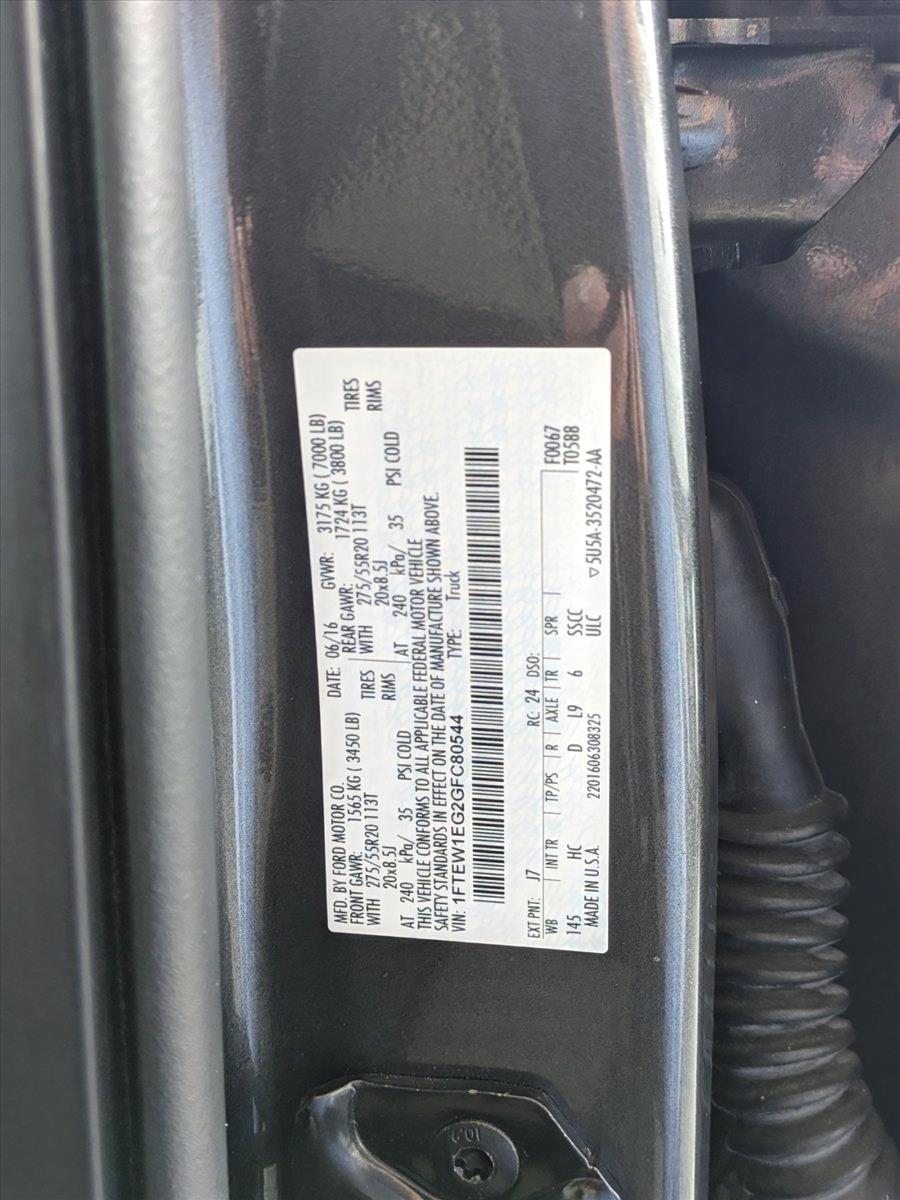 MFD. BY FORD MOTOR CO. DATE: 06/16 GVWR: 3175 KG ( 7000 LB)
FRONT GAWR: 1565 KG ( 3450 LB) REAR GAWR: 1724 KG ( 3800 LB)
WITH 275/55R20 113T TIRES WITH 275/55R20 113T TIRES
20x8.5J RIMS 20x8.5J RIMS
AT 240 kPa/ 35 PSI COLD AT 240 kPa/ 35 PSI COLD
THIS VEHICLE CONFORMS TO ALL APPLICABLE FEDERAL MOTOR VEHICLE
SAFETY STANDARDS IN EFFECT ON THE DATE OF MANUFACTURE SHOWN ABOVE.
VIN: 1FTEW1EG2GFC80544 TYPE: Truck
EXT PNT: J7 RC: 24 DSO: F0067
WB INT TR TP/PS R AXLE TR SPR T0588
145 HC D L9 6 SSCC
MADE IN U.S.A. 2201606308325 ULC ▽5U5A-3520472-AA